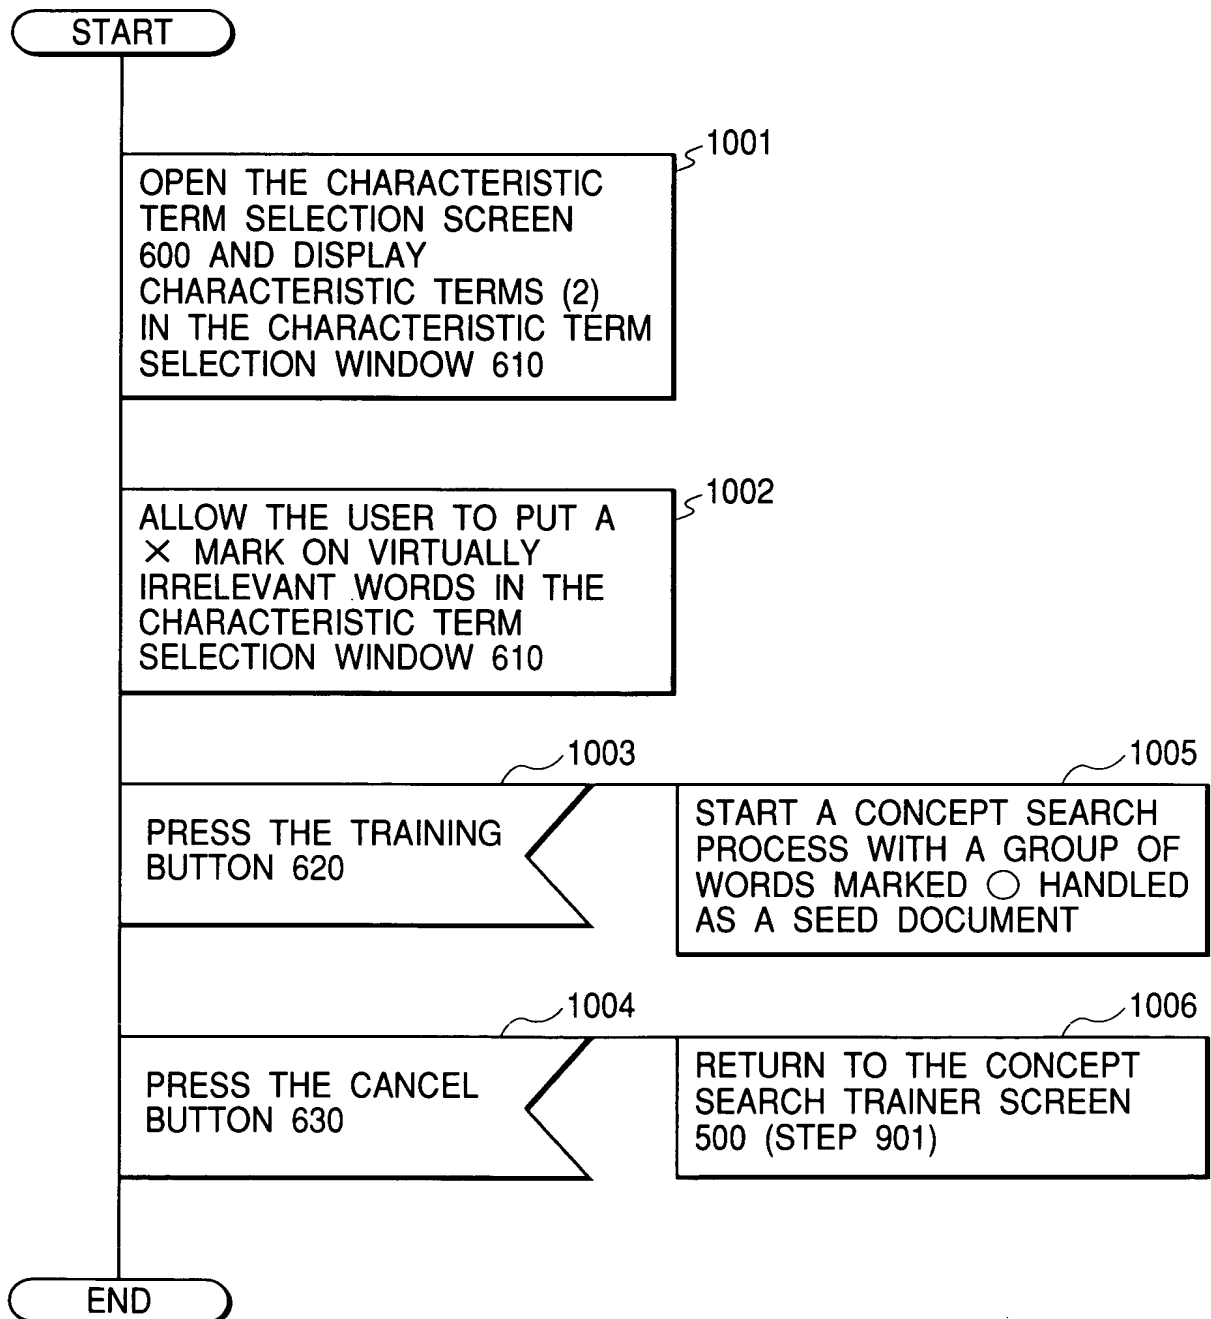 START
1001
OPEN THE CHARACTERISTIC
TERM SELECTION SCREEN
600 AND DISPLAY
CHARACTERISTIC TERMS (2)
IN THE CHARACTERISTIC TERM
SELECTION WINDOW 610
1002
ALLOW THE USER TO PUT A
× MARK ON VIRTUALLY
IRRELEVANT WORDS IN THE
CHARACTERISTIC TERM
SELECTION WINDOW 610
1003
PRESS THE TRAINING
BUTTON 620
1005
START A CONCEPT SEARCH
PROCESS WITH A GROUP OF
WORDS MARKED ○ HANDLED
AS A SEED DOCUMENT
1004
PRESS THE CANCEL
BUTTON 630
1006
RETURN TO THE CONCEPT
SEARCH TRAINER SCREEN
500 (STEP 901)
END